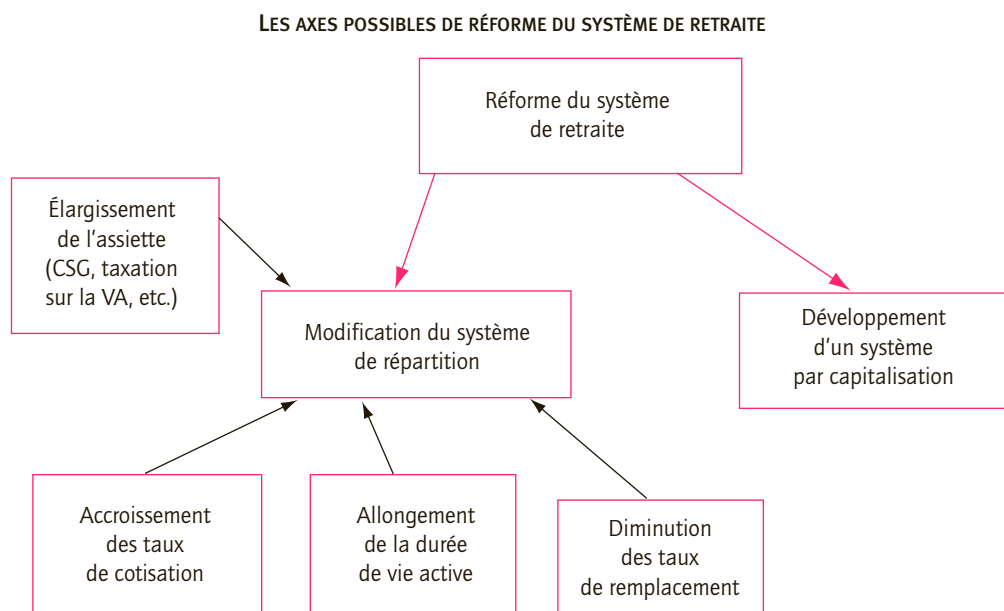 LES AXES POSSIBLES DE RÉFORME DU SYSTÈME DE RETRAITE
Réforme du système
de retraite
Élargissement
de l'assiette
(CSG, taxation
sur la VA, etc.)
Modification du système
de répartition
Développement
d'un système
par capitalisation
Accroissement
des taux
de cotisation
Allongement
de la durée
de vie active
Diminution
des taux
de remplacement